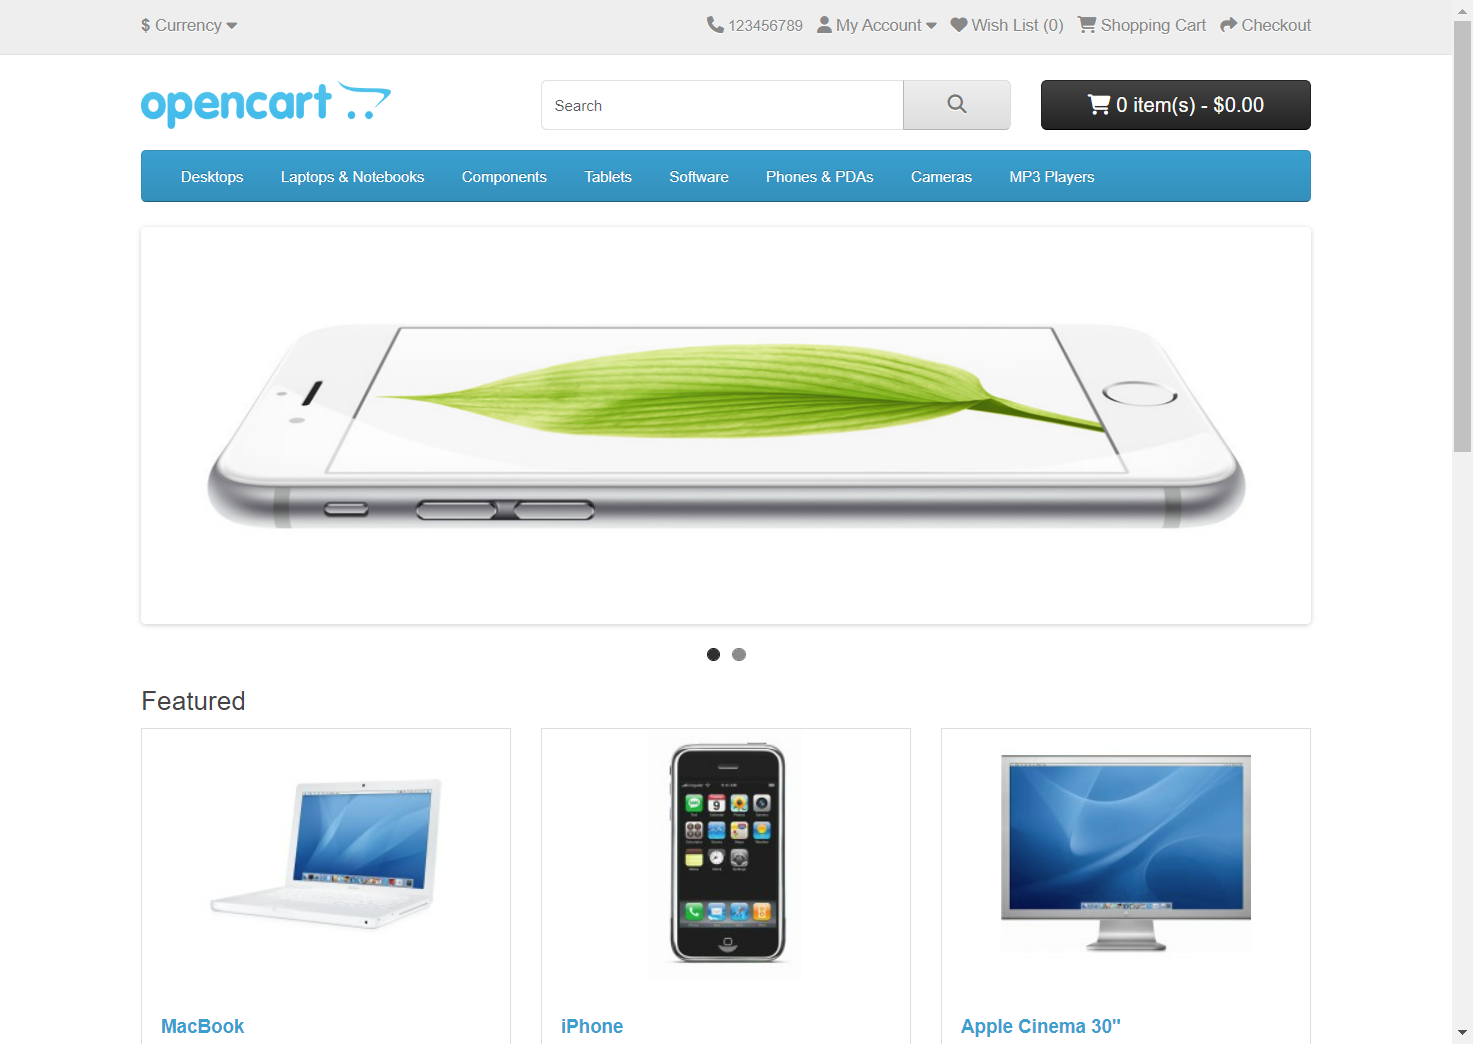 $ Currency
123456789 My Account Wish List (0) Shopping Cart Checkout
opencart
Search
0 item(s) - $0.00
Desktops Laptops & Notebooks Components Tablets Software Phones & PDAs Cameras MP3 Players
Featured
MacBook iPhone Apple Cinema 30"